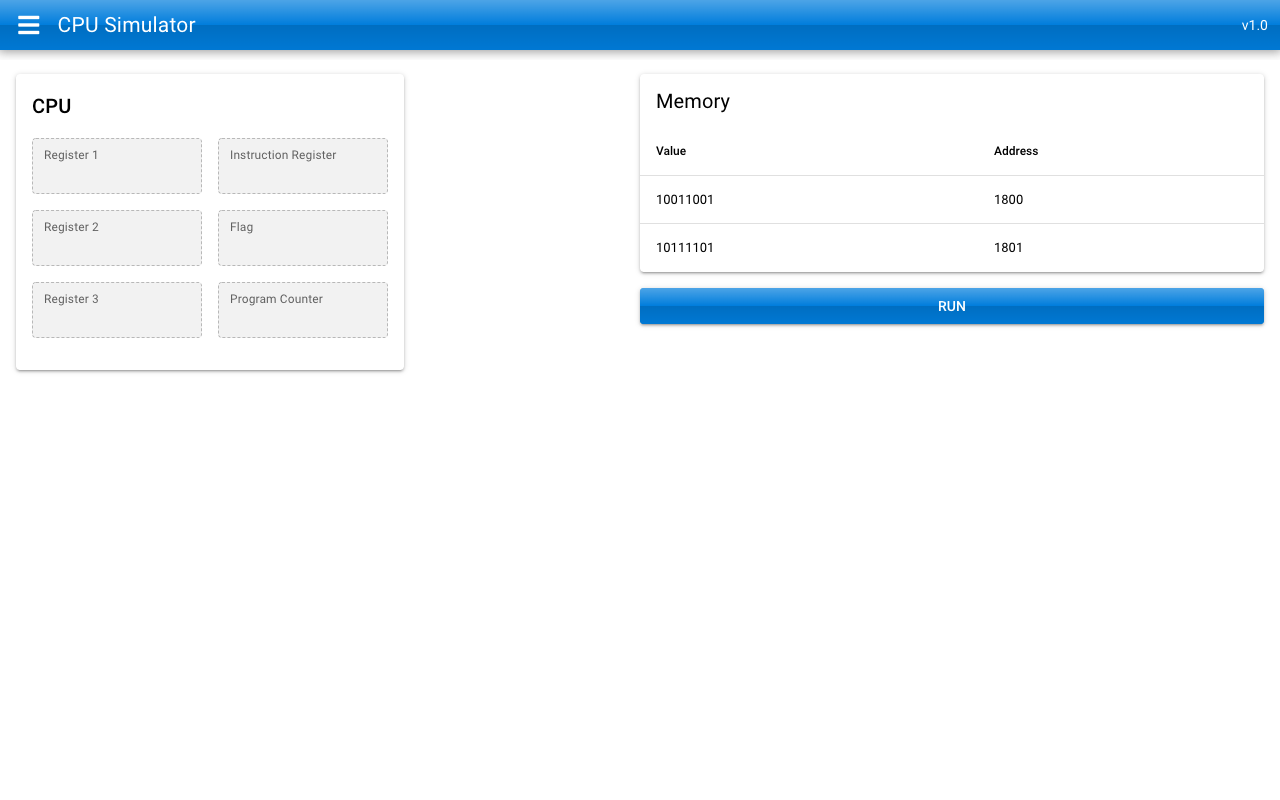 CPU Simulator
v1.0
CPU
Register 1
Instruction Register
Register 2
Flag
Register 3
Program Counter
Memory
Value Address
10011001 1800
10111101 1801
RUN